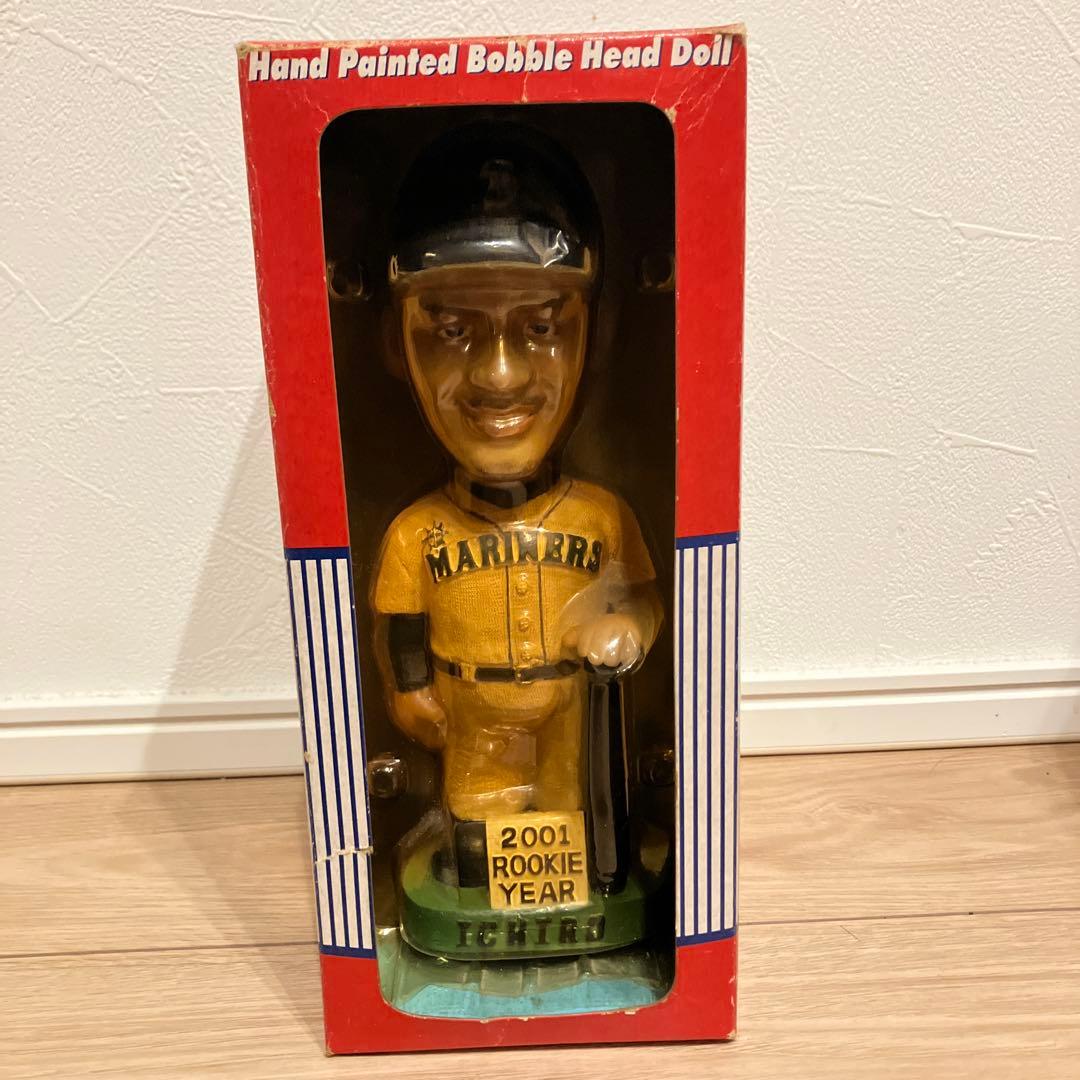 Hand Painted Bobble Head Doll
MARINERS
2001
ROOKIE
YEAR
ICHIRO